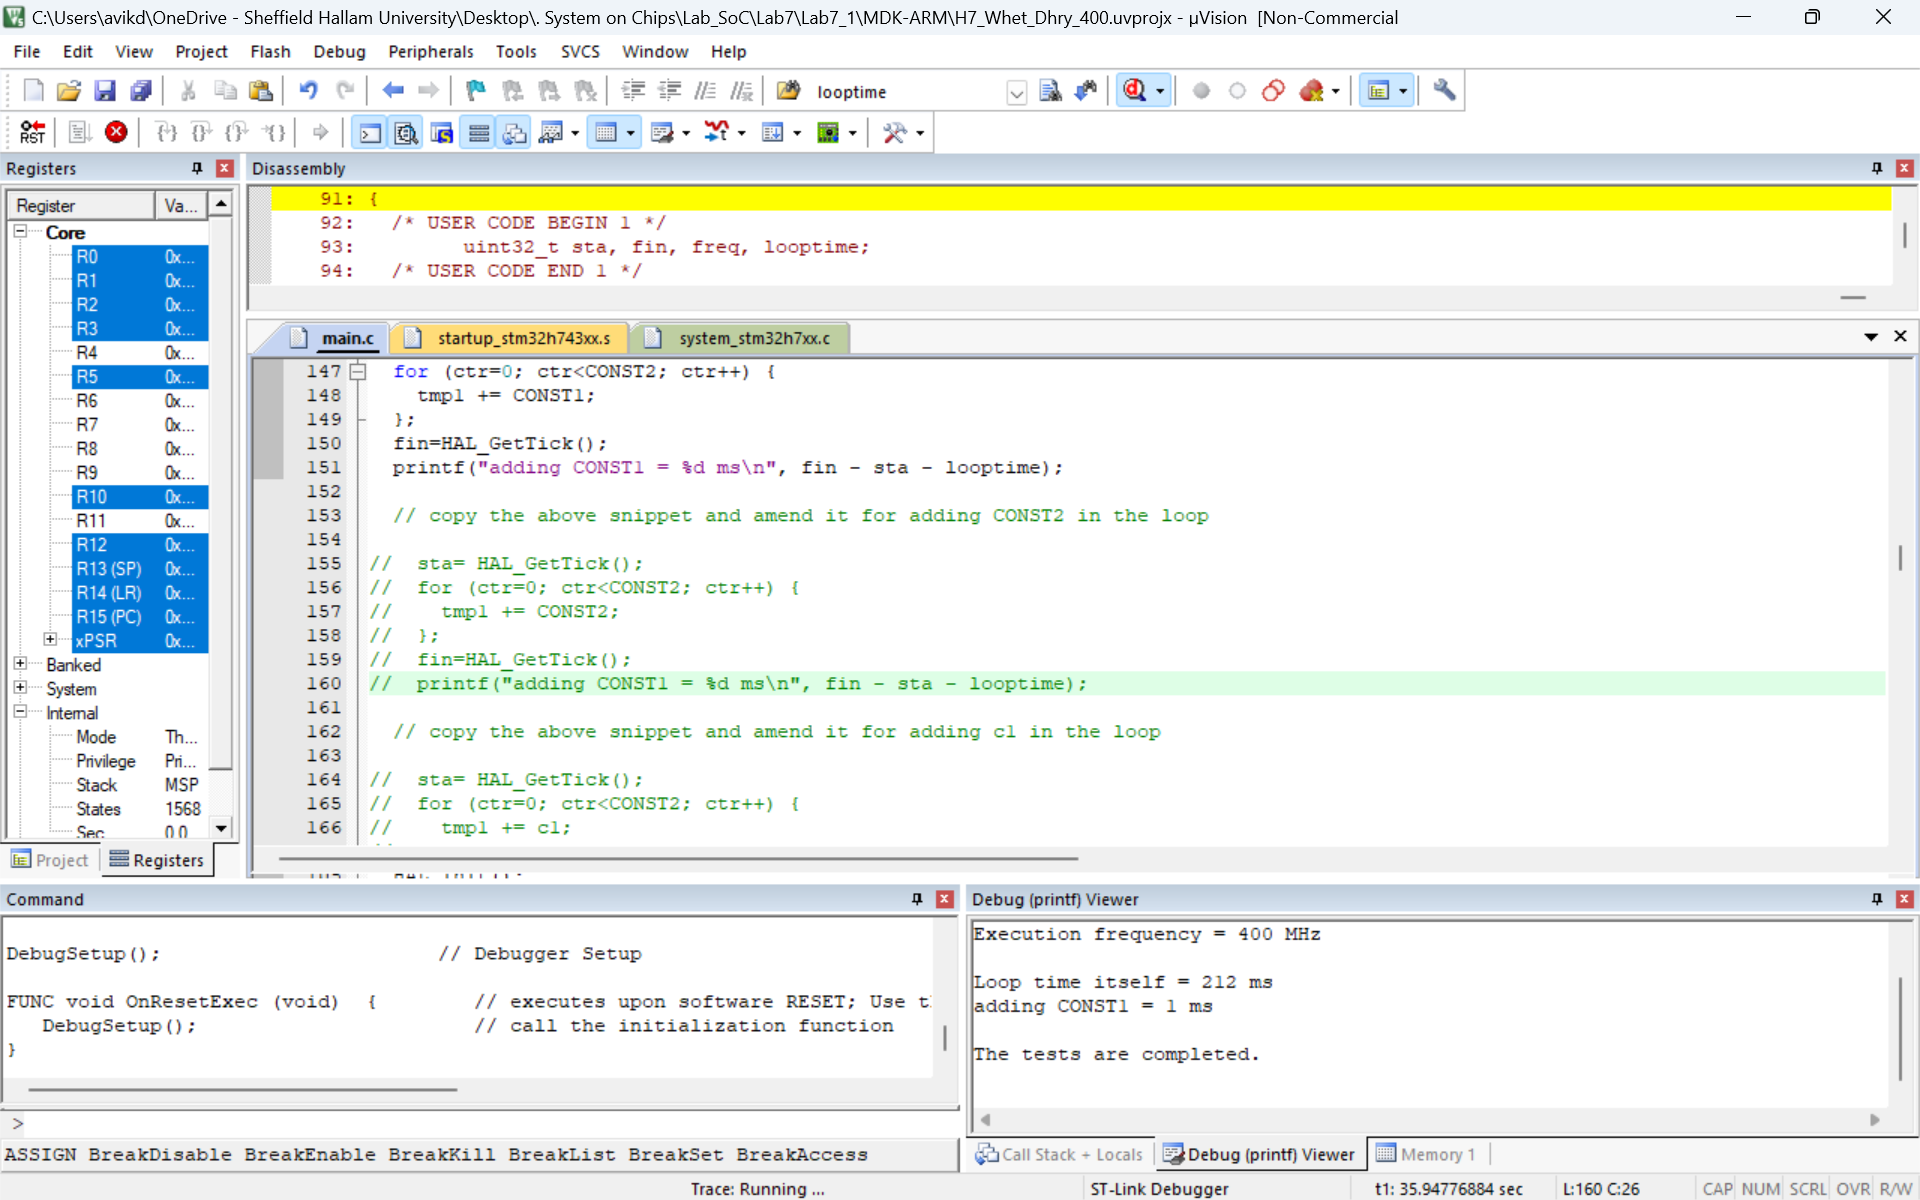 C:\Users\avikd\OneDrive - Sheffield Hallam University\Desktop\. System on Chips\Lab_SoC\Lab7\Lab7_1\MDK-ARM\H7_Whet_Dhry_400.uvprojx - µVision [Non-Commercial
File Edit View Project Flash Debug Peripherals Tools SVCS Window Help
looptime
RST
Registers
Register Va...
Core
R0 0x...
R1 0x...
R2 0x...
R3 0x...
R4 0x...
R5 0x...
R6 0x...
R7 0x...
R8 0x...
R9 0x...
R10 0x...
R11 0x...
R12 0x...
R13 (SP) 0x...
R14 (LR) 0x...
R15 (PC) 0x...
xPSR 0x...
Banked
System
Internal
Mode Th...
Privilege Pri...
Stack MSP
States 1568
Sec 0.0
Project Registers
Disassembly
91: {
92: /* USER CODE BEGIN 1 */
93: uint32_t sta, fin, freq, looptime;
94: /* USER CODE END 1 */
main.c startup_stm32h743xx.s system_stm32h7xx.c
147 for (ctr=0; ctr<CONST2; ctr++) {
148 tmp1 += CONST1;
149 };
150 fin=HAL_GetTick();
151 printf("adding CONST1 = %d ms\n", fin - sta - looptime);
152
153 // copy the above snippet and amend it for adding CONST2 in the loop
154
155 // sta= HAL_GetTick();
156 // for (ctr=0; ctr<CONST2; ctr++) {
157 // tmp1 += CONST2;
158 // };
159 // fin=HAL_GetTick();
160 // printf("adding CONST1 = %d ms\n", fin - sta - looptime);
161
162 // copy the above snippet and amend it for adding c1 in the loop
163
164 // sta= HAL_GetTick();
165 // for (ctr=0; ctr<CONST2; ctr++) {
166 // tmp1 += c1;
Command
DebugSetup(); // Debugger Setup
FUNC void OnResetExec (void) { // executes upon software RESET; Use t
DebugSetup(); // call the initialization function
}
>
ASSIGN BreakDisable BreakEnable BreakKill BreakList BreakSet BreakAccess
Debug (printf) Viewer
Execution frequency = 400 MHz
Loop time itself = 212 ms
adding CONST1 = 1 ms
The tests are completed.
Call Stack + Locals Debug (printf) Viewer Memory 1
Trace: Running ... ST-Link Debugger t1: 35.94776884 sec L:160 C:26 CAP NUM SCRL OVR R/W